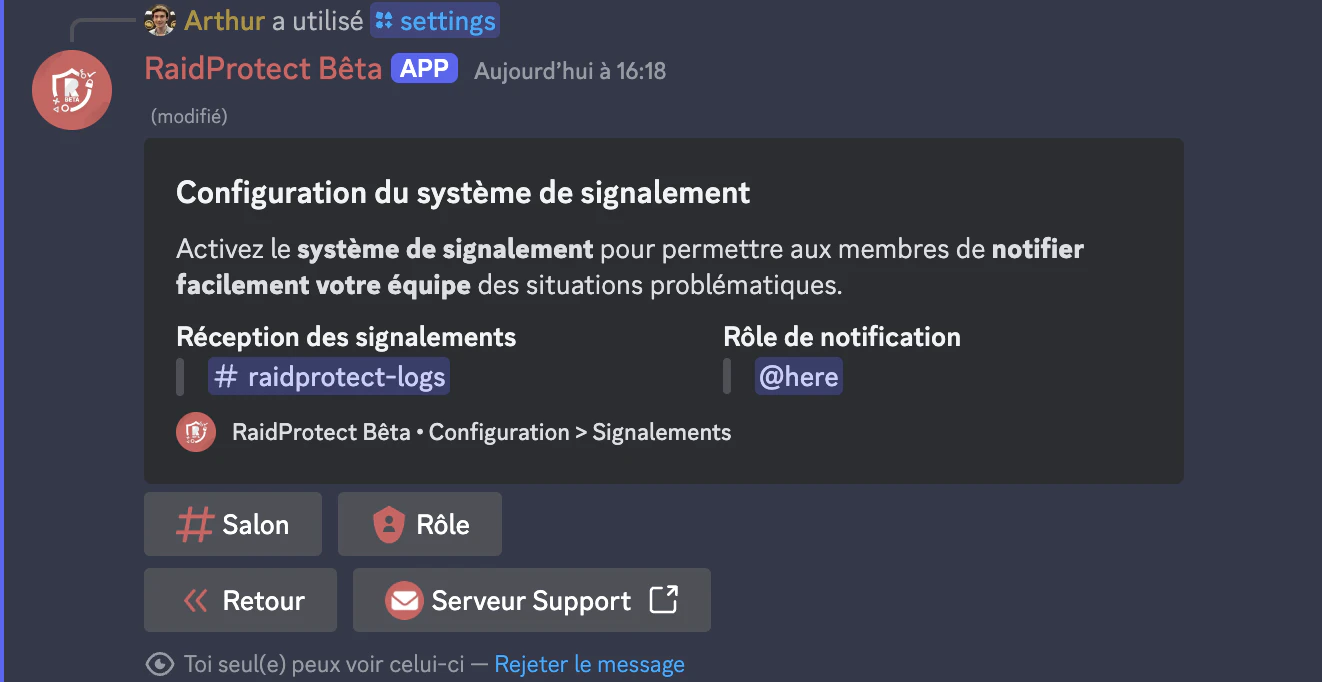 Arthur a utilisé settings
RaidProtect Bêta APP Aujourd’hui à 16:18
(modifié)
Configuration du système de signalement
Activez le système de signalement pour permettre aux membres de notifier
facilement votre équipe des situations problématiques.
Réception des signalements Rôle de notification
# raidprotect-logs @here
RaidProtect Bêta • Configuration > Signalements
Salon Rôle
Retour Serveur Support
Toi seul(e) peux voir celui-ci — Rejeter le message